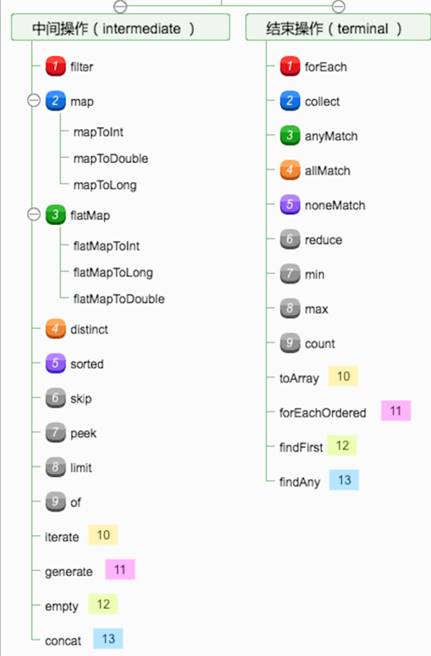 中间操作（intermediate ）
1 filter
2 map
mapToInt
mapToDouble
mapToLong
3 flatMap
flatMapToInt
flatMapToLong
flatMapToDouble
4 distinct
5 sorted
6 skip
7 peek
8 limit
9 of
iterate 10
generate 11
empty 12
concat 13
结束操作（terminal ）
1 forEach
2 collect
3 anyMatch
4 allMatch
5 noneMatch
6 reduce
7 min
8 max
9 count
toArray 10
forEachOrdered 11
findFirst 12
findAny 13